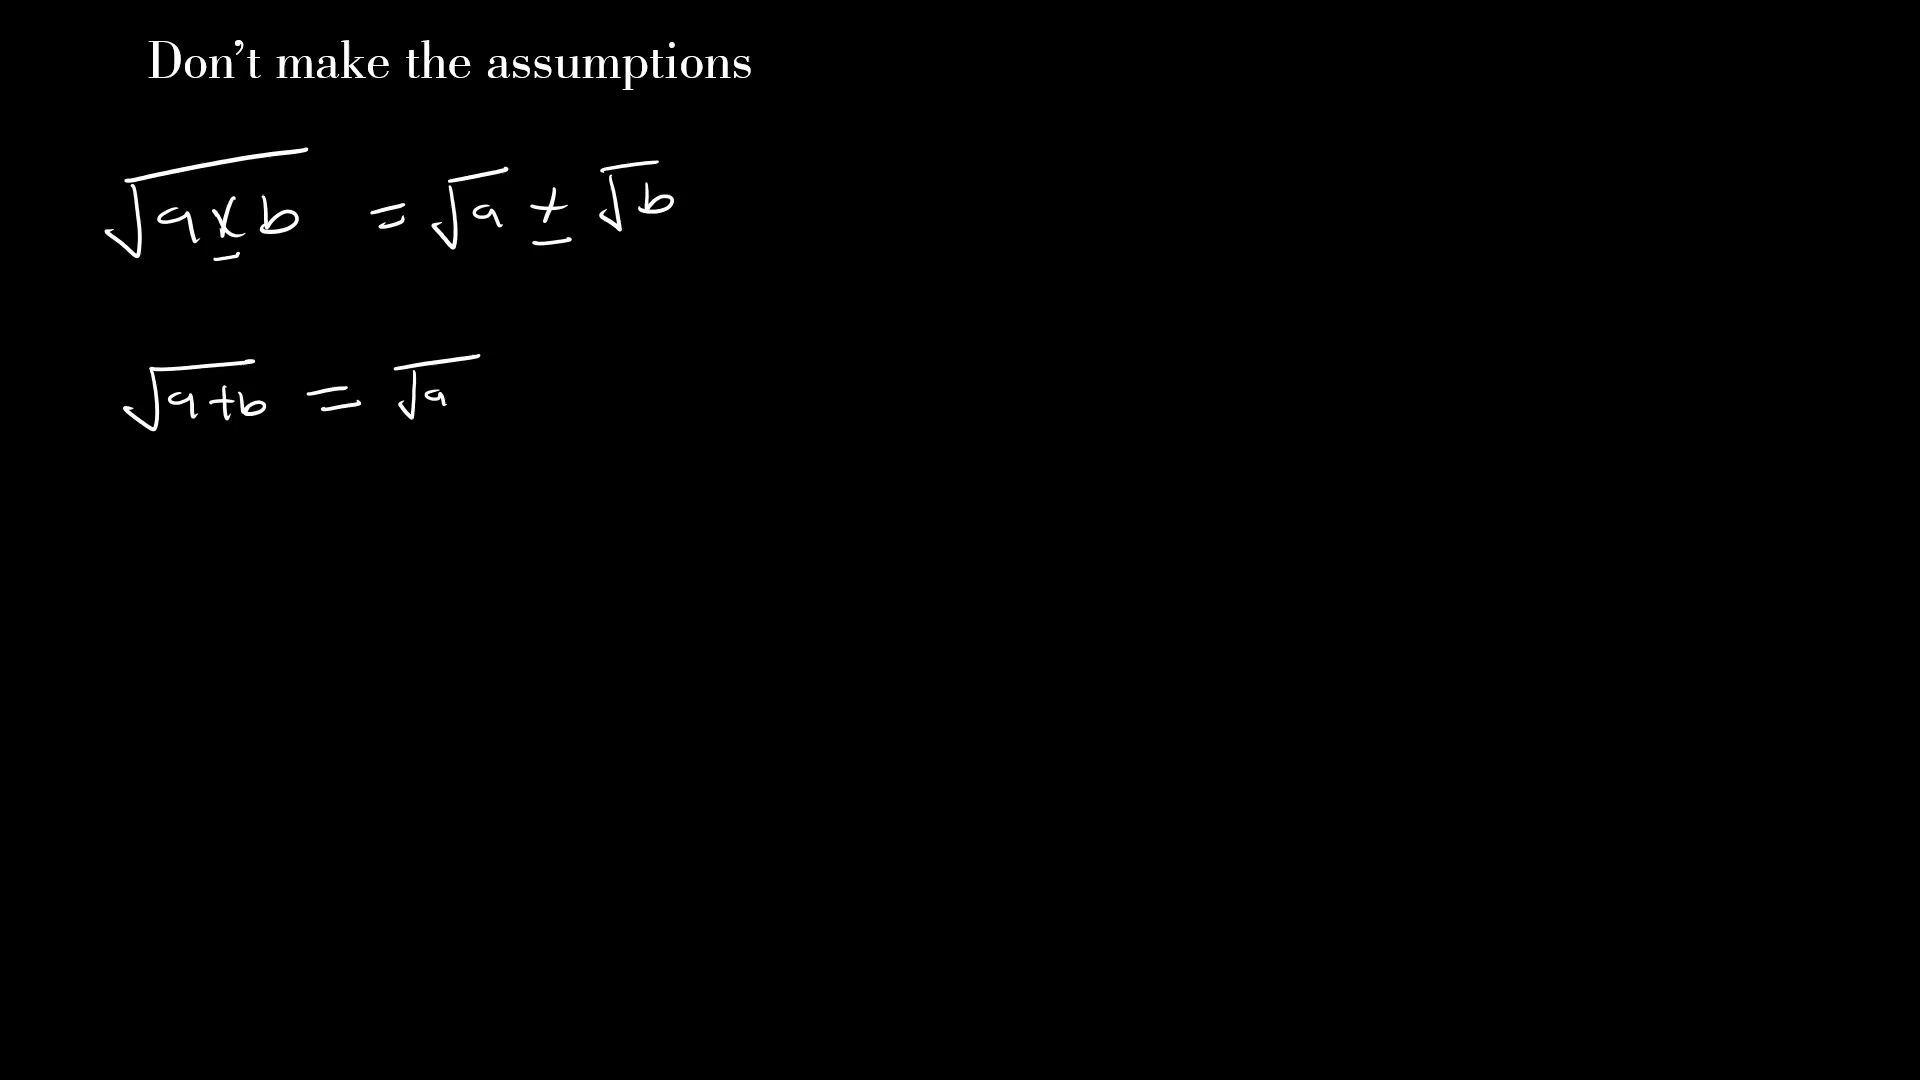 Don't make the assumptions
√(a×b) = √a × √b
√(a+b) = √a